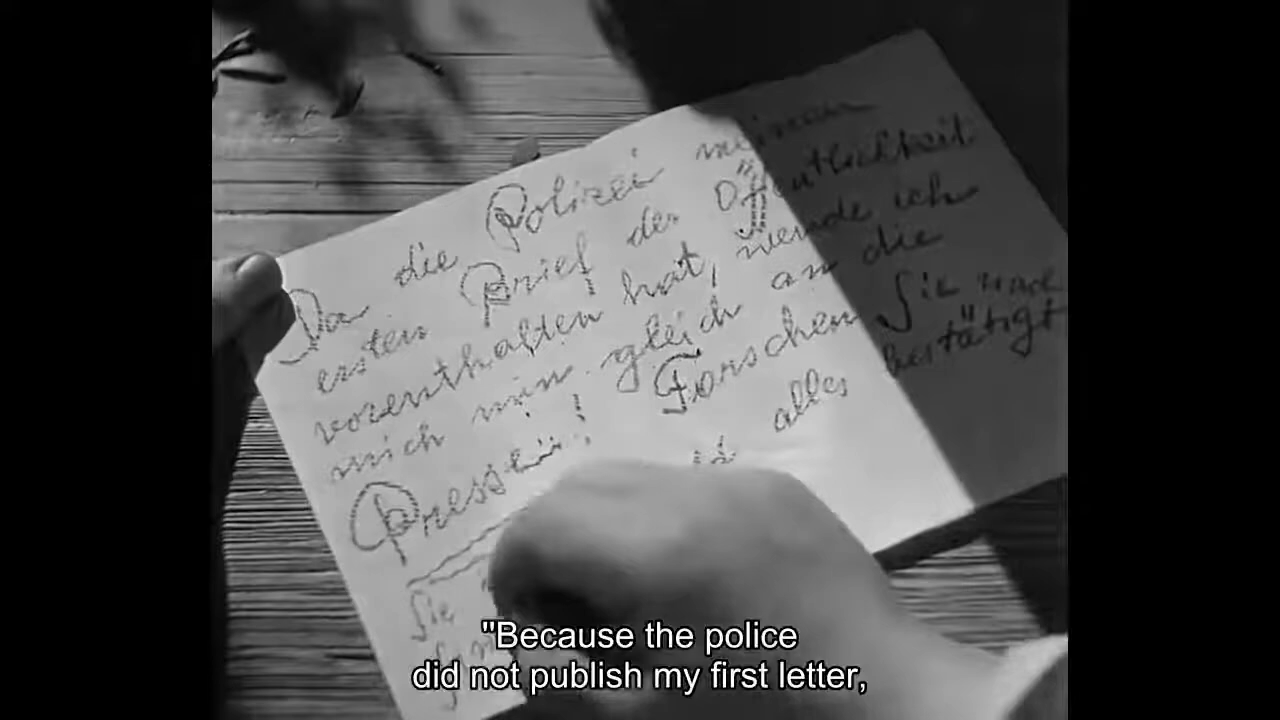 Da die Polizei meinen
ersten Brief der Öffentlichkeit
vorenthalten hat, wende ich
mich nun gleich an die
Presse!! Forschen Sie nach
alles bestätigt
Sie
"Because the police
did not publish my first letter,